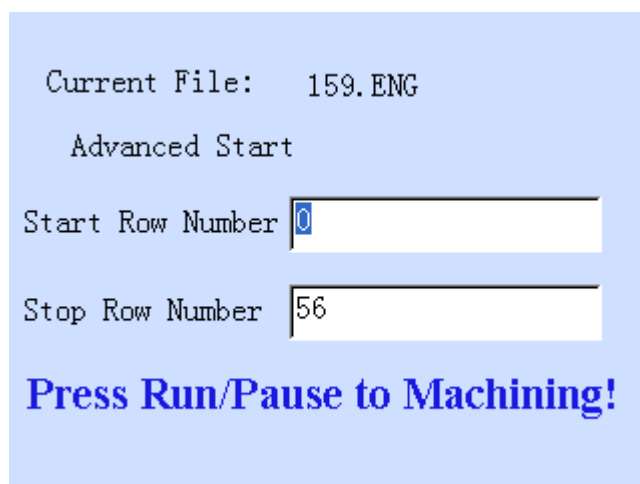 Current File: 159.ENG
Advanced Start
Start Row Number 0
Stop Row Number 56
Press Run/Pause to Machining!